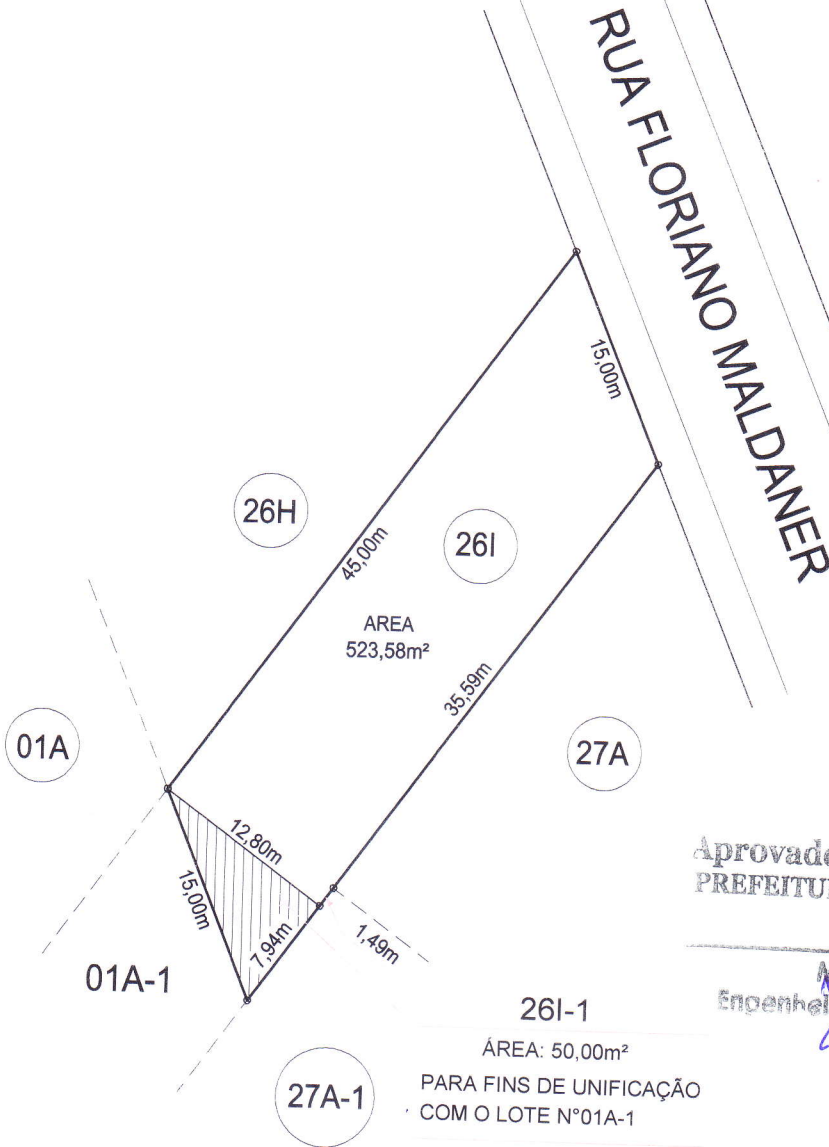 RUA FLORIANO MALDANER
15,00m
26H
45,00m
26I
AREA
523,58m²
35,59m
01A
27A
12,80m
15,00m
7,94m
1,49m
01A-1
26I-1
ÁREA: 50,00m²
PARA FINS DE UNIFICAÇÃO
COM O LOTE N°01A-1
27A-1